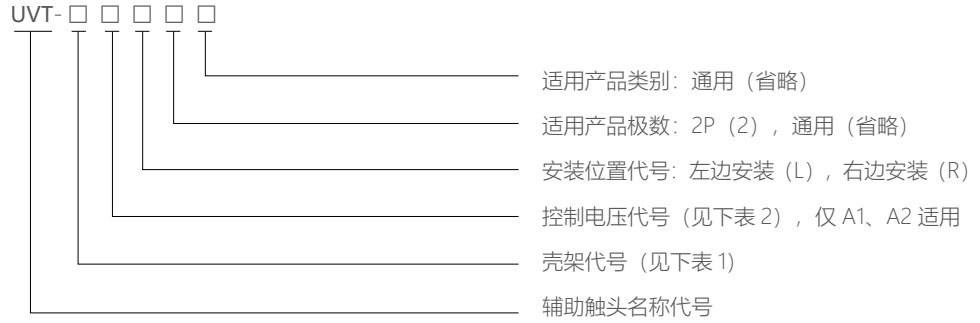 UVT-□ □ □ □ □
适用产品类别：通用（省略）
适用产品极数：2P（2），通用（省略）
安装位置代号：左边安装（L），右边安装（R）
控制电压代号（见下表 2），仅 A1、A2 适用
壳架代号（见下表 1）
辅助触头名称代号